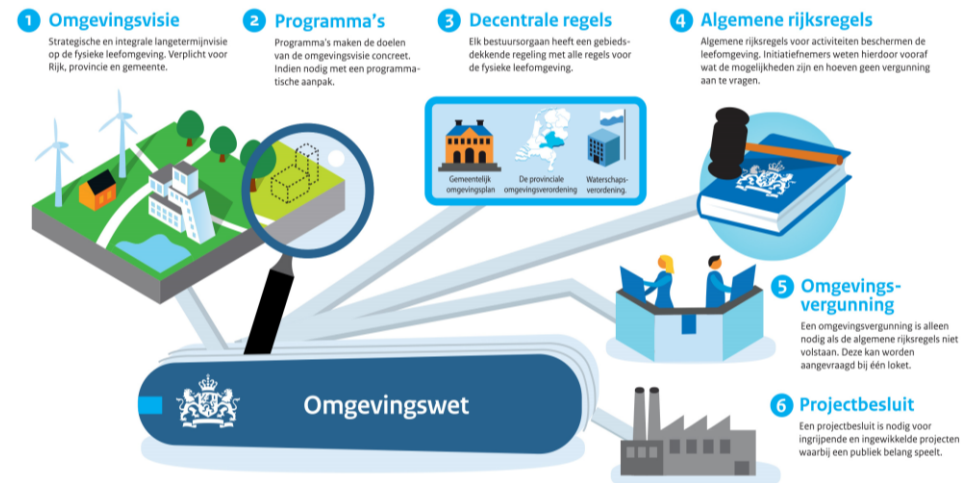 1 Omgevingsvisie
Strategische en integrale langetermijnvisie
op de fysieke leefomgeving. Verplicht voor
Rijk, provincie en gemeente.
2 Programma's
Programma's maken de doelen
van de omgevingsvisie concreet.
Indien nodig met een programma-
tische aanpak.
3 Decentrale regels
Elk bestuursorgaan heeft een gebieds-
dekkende regeling met alle regels voor
de fysieke leefomgeving.
4 Algemene rijksregels
Algemene rijksregels voor activiteiten beschermen de
leefomgeving. Initiatiefnemers weten hierdoor vooraf
wat de mogelijkheden zijn en hoeven geen vergunning
aan te vragen.
Gemeentelijk
omgevingsplan
De provinciale
omgevingsverordening
Waterschaps-
verordening.
5 Omgevings-
vergunning
Een omgevingsvergunning is alleen
nodig als de algemene rijksregels niet
volstaan. Deze kan worden
aangevraagd bij één loket.
Omgevingswet
6 Projectbesluit
Een projectbesluit is nodig voor
ingrijpende en ingewikkelde projecten
waarbij een publiek belang speelt.